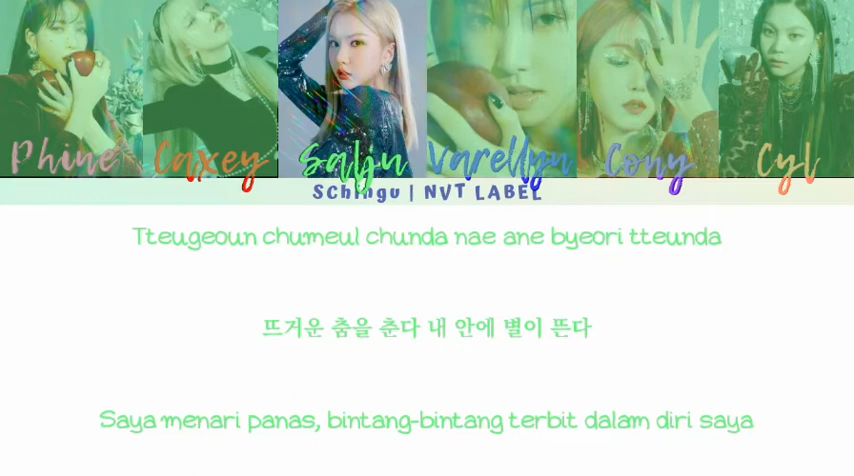 Phine Caxey Salju Varellyn Cony Cyl
SChingu | NVT LABEL
Tteugeoun chumeul chunda nae ane byeori tteunda
뜨거운 춤을 춘다 내 안에 별이 뜬다
Saya menari panas, bintang-bintang terbit dalam diri saya